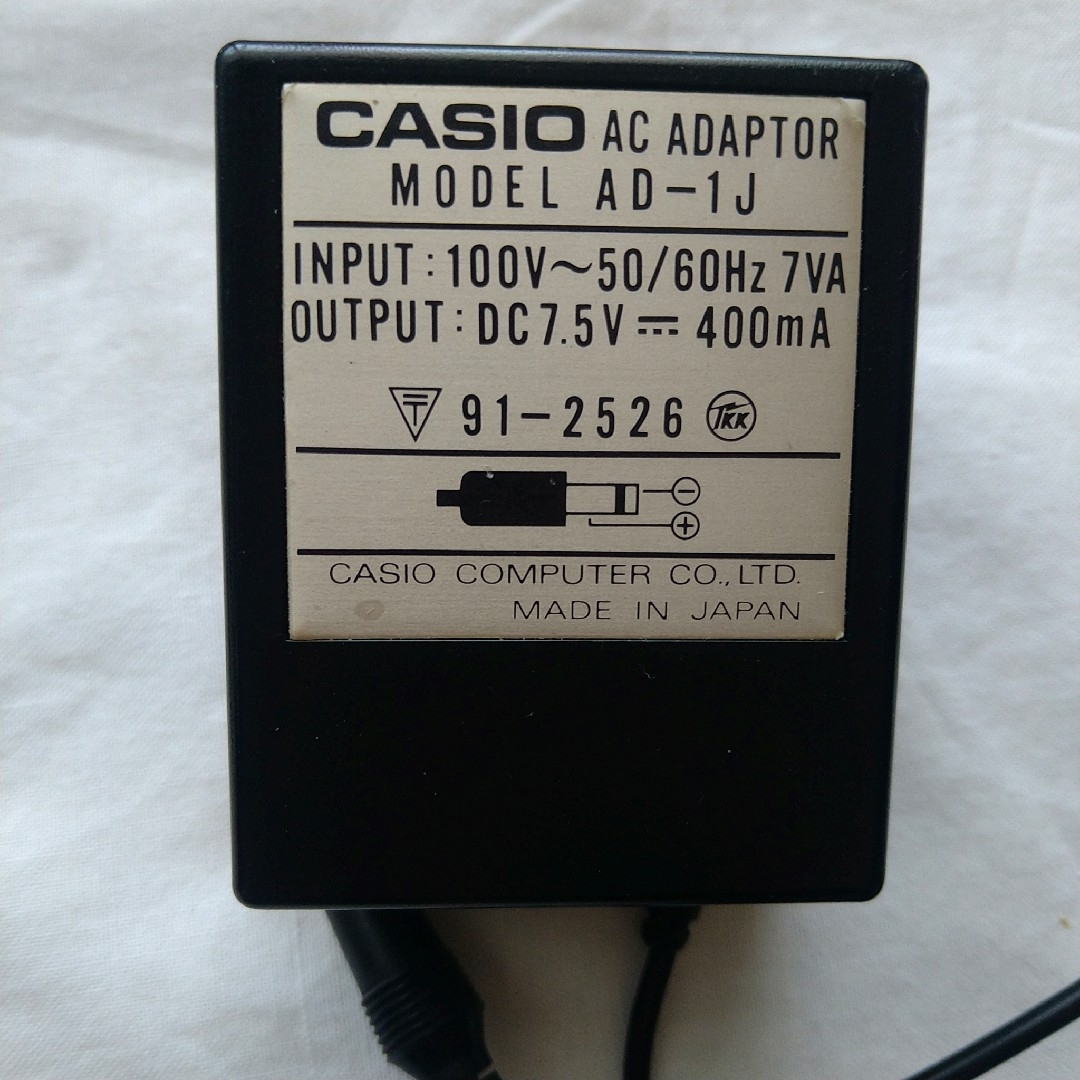 CASIO AC ADAPTOR
MODEL AD-1J
INPUT : 100V~50/60Hz 7VA
OUTPUT : DC7.5V ⎓ 400mA
〒 91-2526 TKK
⊖
⊕
CASIO COMPUTER CO., LTD.
MADE IN JAPAN